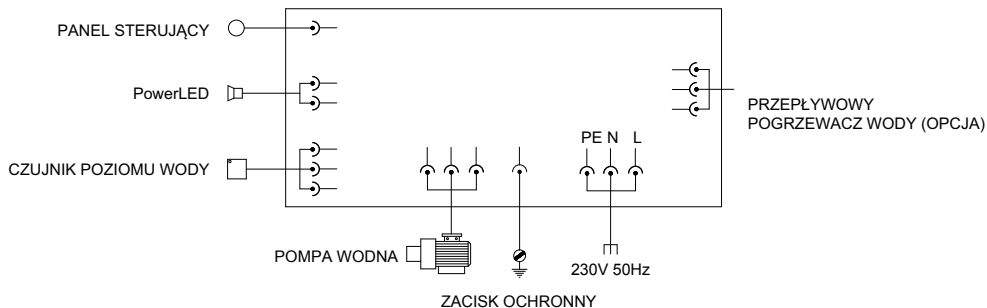 PANEL STERUJĄCY
PowerLED
CZUJNIK POZIOMU WODY
PRZEPŁYWOWY
POGRZEWACZ WODY (OPCJA)
PE N L
POMPA WODNA
230V 50Hz
ZACISK OCHRONNY